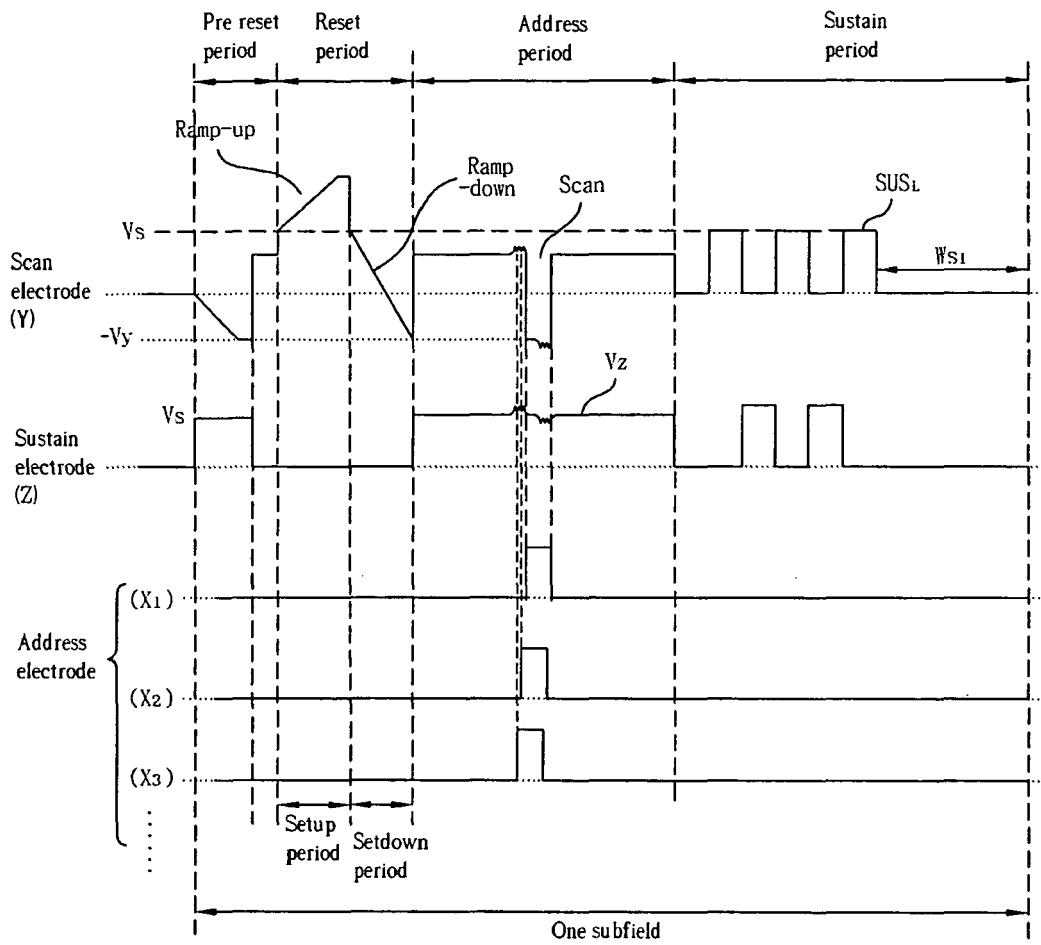 Pre reset
period
Reset
period
Address
period
Sustain
period
Ramp-up
Ramp
-down
Scan
SUSL
Vs
WS1
Scan
electrode
(Y)
-Vy
Vz
Vs
Sustain
electrode
(Z)
(X1)
Address
electrode
(X2)
(X3)
Setup
period
Setdown
period
One subfield